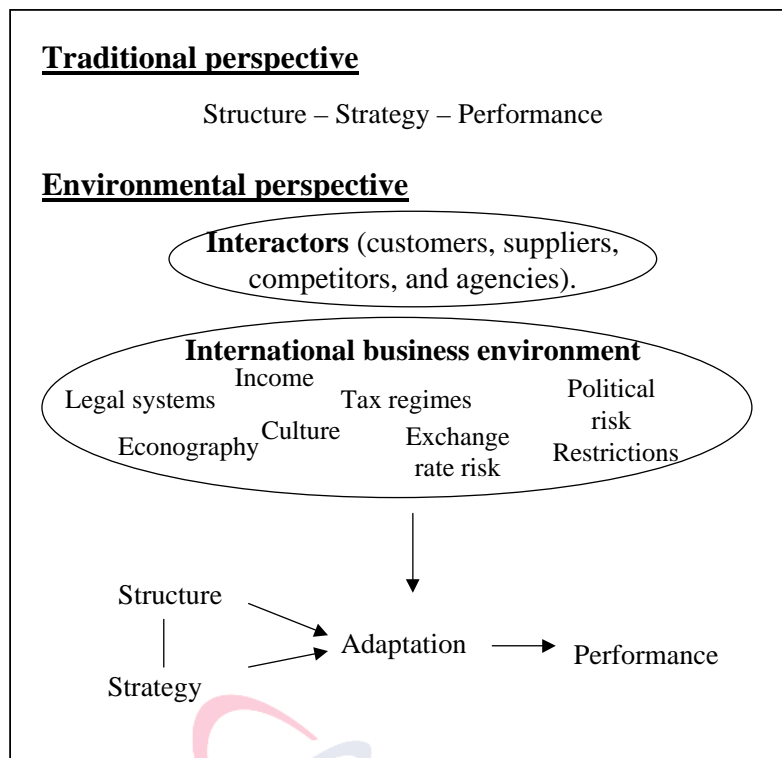 Traditional perspective
Structure – Strategy – Performance
Environmental perspective
Interactors (customers, suppliers,
competitors, and agencies).
International business environment
Income
Legal systems
Tax regimes
Political
risk
Econography
Culture
Exchange
rate risk
Restrictions
Structure
Adaptation
Performance
Strategy